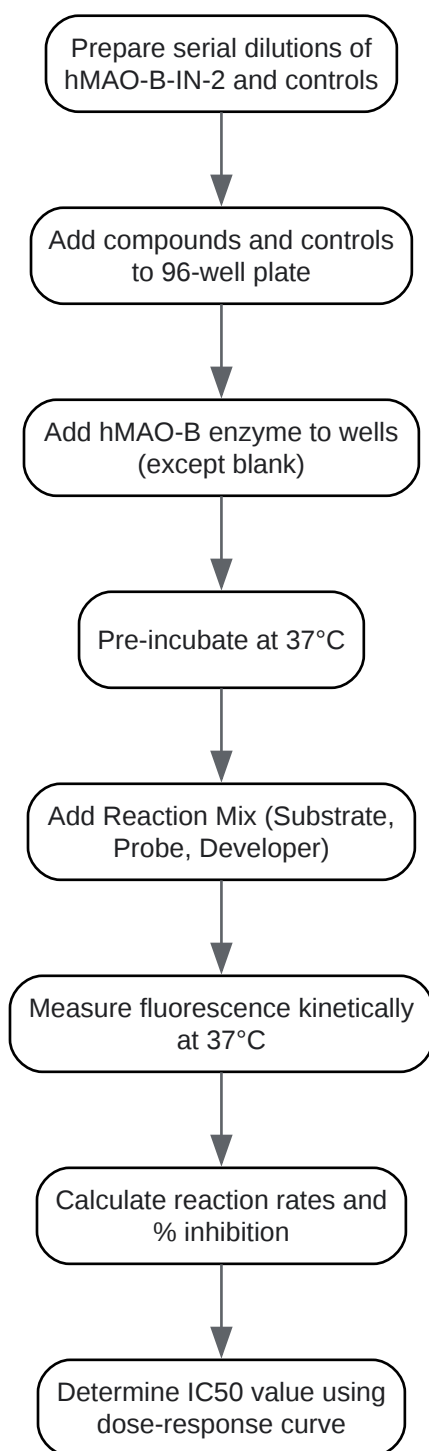 Prepare serial dilutions of
hMAO-B-IN-2 and controls
Add compounds and controls
to 96-well plate
Add hMAO-B enzyme to wells
(except blank)
Pre-incubate at 37°C
Add Reaction Mix (Substrate,
Probe, Developer)
Measure fluorescence kinetically
at 37°C
Calculate reaction rates and
% inhibition
Determine IC50 value using
dose-response curve